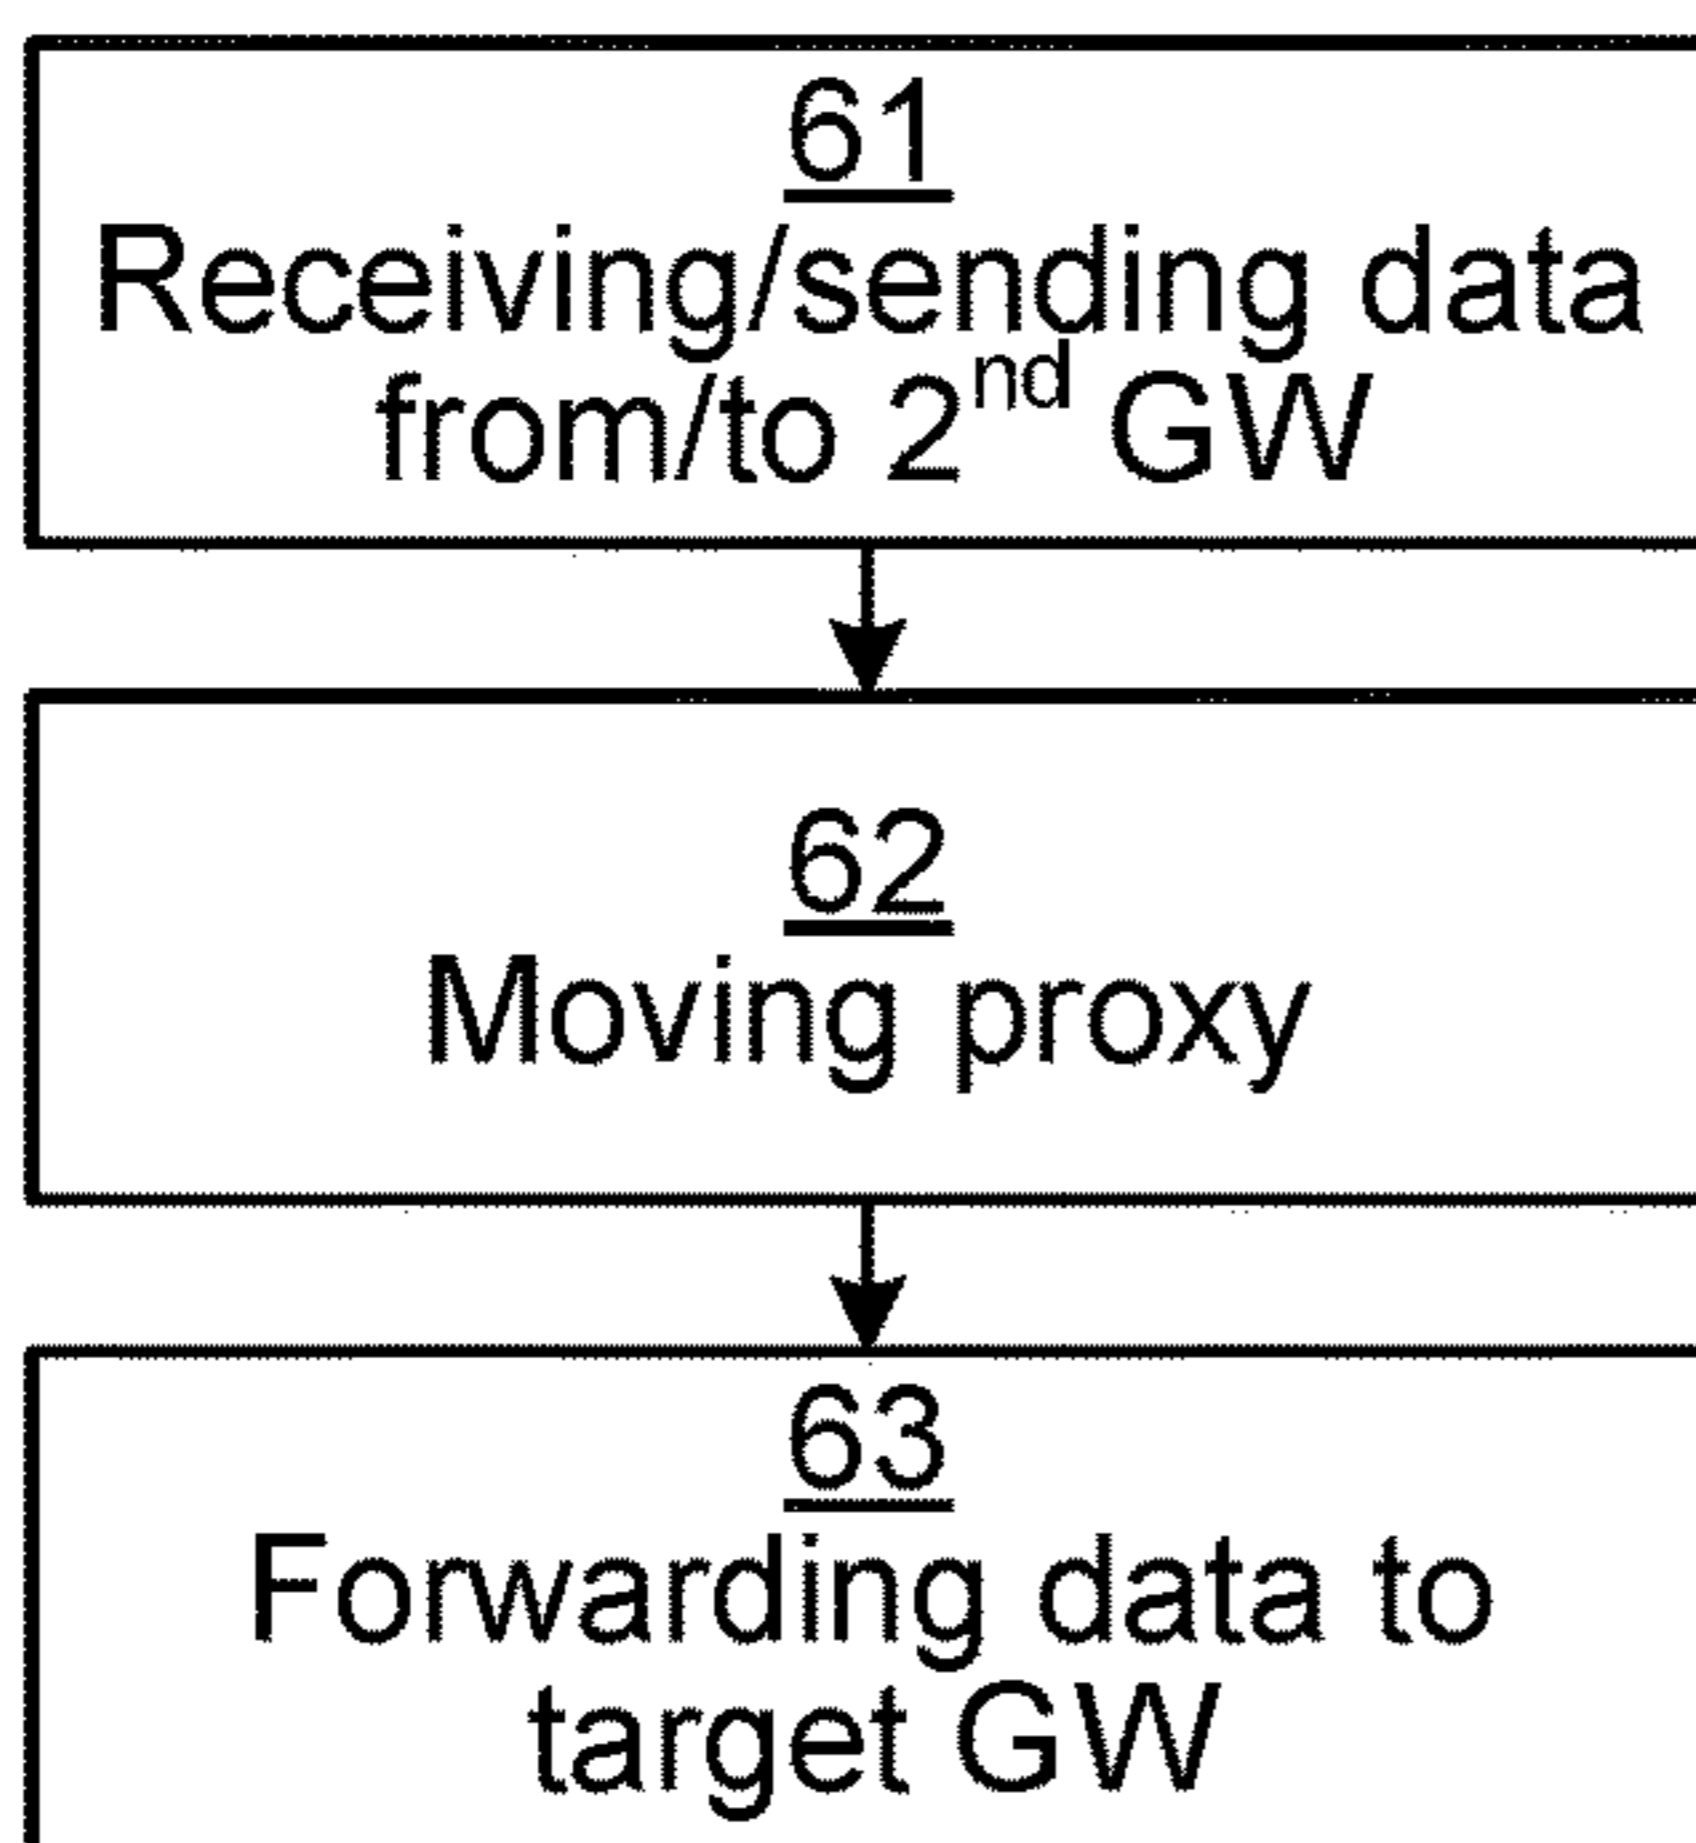 61
Receiving/sending data
from/to 2nd GW
62
Moving proxy
63
Forwarding data to
target GW